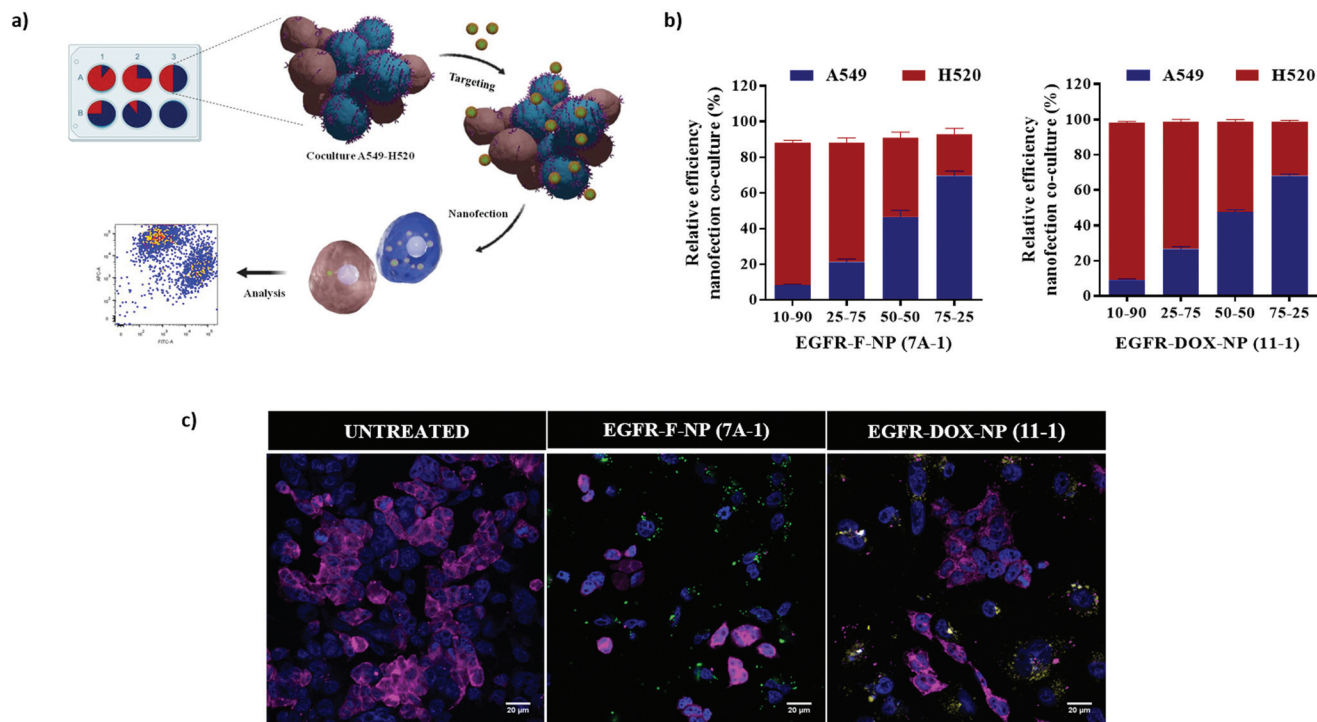 a)
1 2 3
A
B
Targeting
Coculture A549-H520
Nanofection
Analysis
APC-A
FITC-A
b)
A549 H520
Relative efficiency
nanofection co-culture (%)
120
100
80
60
40
20
0
10-90 25-75 50-50 75-25
EGFR-F-NP (7A-1)
A549 H520
Relative efficiency
nanofection co-culture (%)
120
100
80
60
40
20
0
10-90 25-75 50-50 75-25
EGFR-DOX-NP (11-1)
c)
UNTREATED EGFR-F-NP (7A-1) EGFR-DOX-NP (11-1)
20 µm 20 µm 20 µm